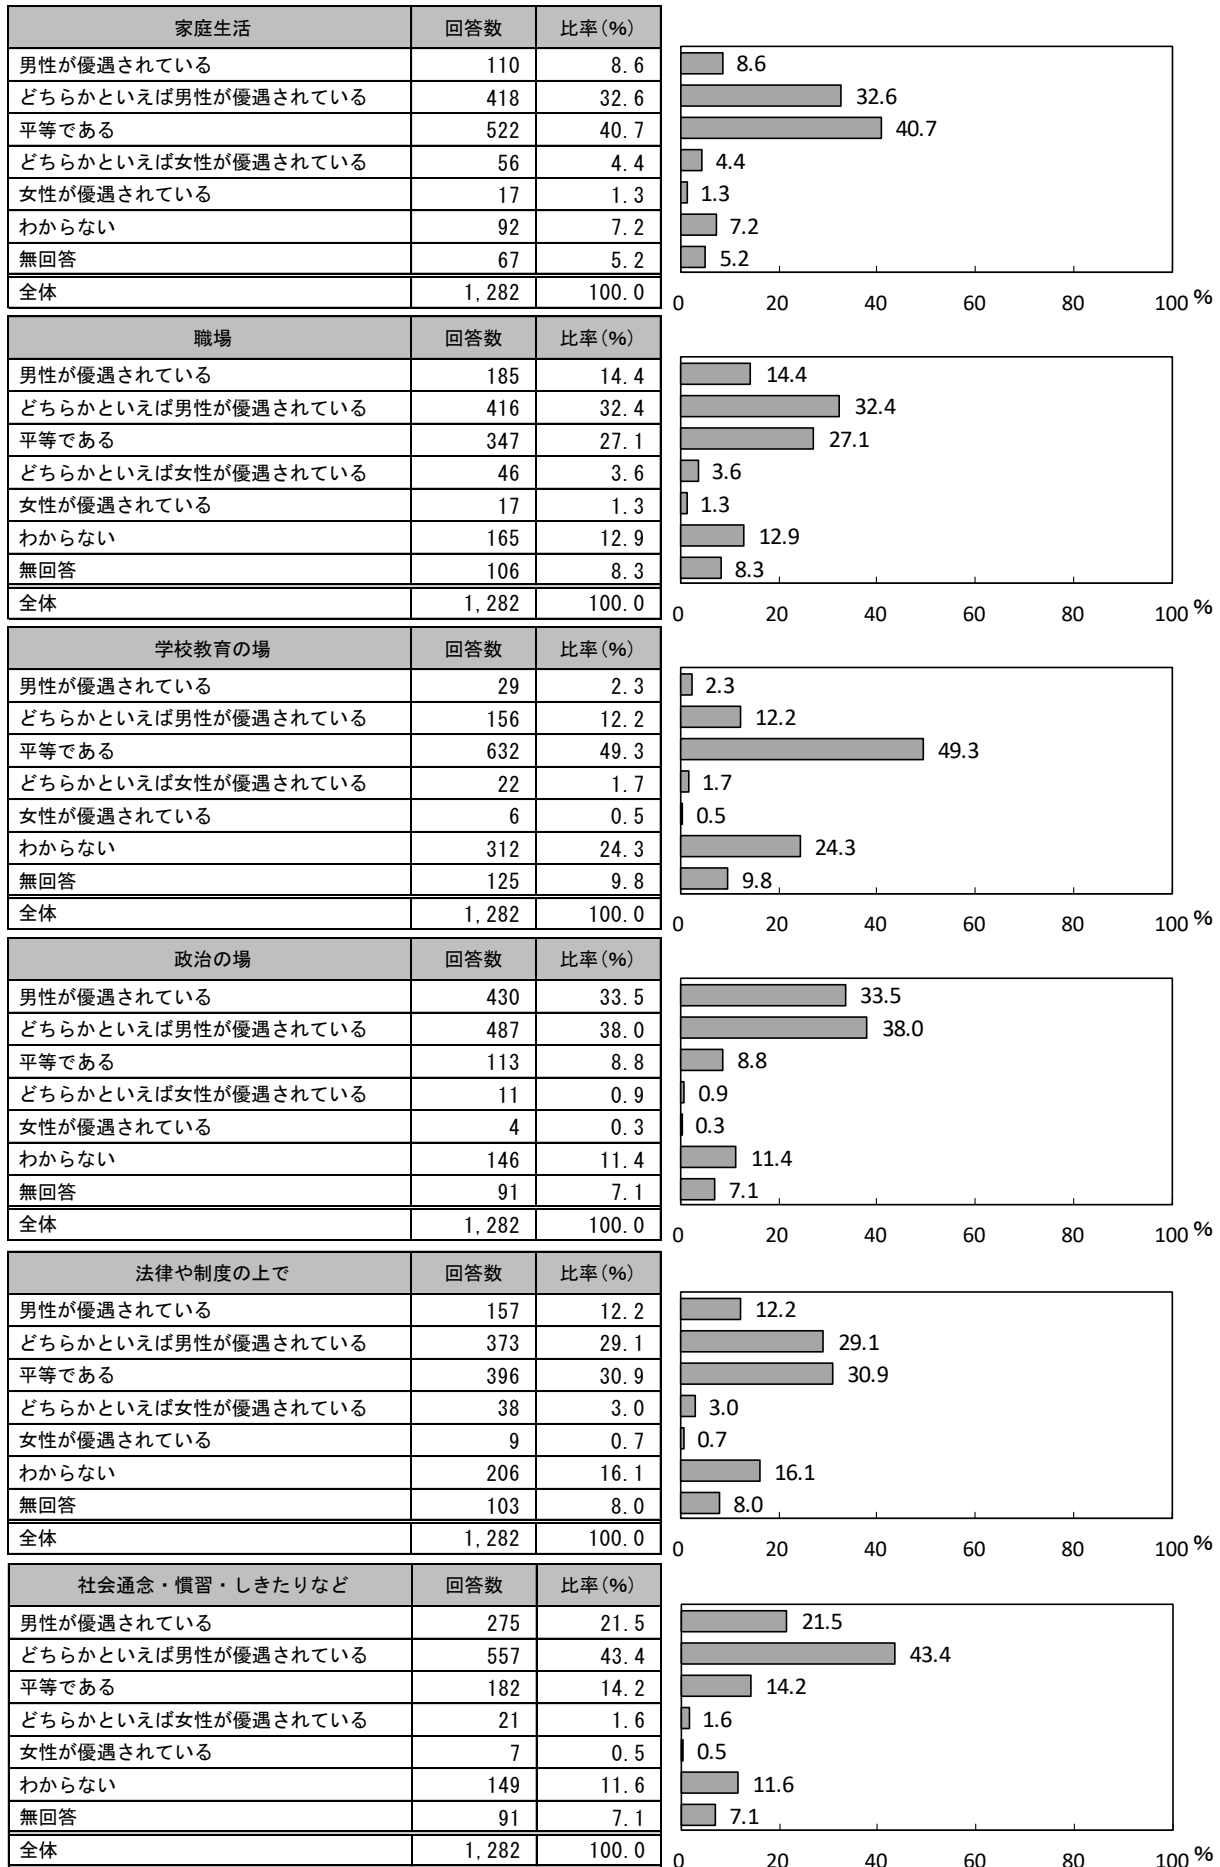 家庭生活 回答数 比率(%)
男性が優遇されている 110 8.6 8.6
どちらかといえば男性が優遇されている 418 32.6 32.6
平等である 522 40.7 40.7
どちらかといえば女性が優遇されている 56 4.4 4.4
女性が優遇されている 17 1.3 1.3
わからない 92 7.2 7.2
無回答 67 5.2 5.2
全体 1,282 100.0
0 20 40 60 80 100 %
職場 回答数 比率(%)
男性が優遇されている 185 14.4 14.4
どちらかといえば男性が優遇されている 416 32.4 32.4
平等である 347 27.1 27.1
どちらかといえば女性が優遇されている 46 3.6 3.6
女性が優遇されている 17 1.3 1.3
わからない 165 12.9 12.9
無回答 106 8.3 8.3
全体 1,282 100.0
0 20 40 60 80 100 %
学校教育の場 回答数 比率(%)
男性が優遇されている 29 2.3 2.3
どちらかといえば男性が優遇されている 156 12.2 12.2
平等である 632 49.3 49.3
どちらかといえば女性が優遇されている 22 1.7 1.7
女性が優遇されている 6 0.5 0.5
わからない 312 24.3 24.3
無回答 125 9.8 9.8
全体 1,282 100.0
0 20 40 60 80 100 %
政治の場 回答数 比率(%)
男性が優遇されている 430 33.5 33.5
どちらかといえば男性が優遇されている 487 38.0 38.0
平等である 113 8.8 8.8
どちらかといえば女性が優遇されている 11 0.9 0.9
女性が優遇されている 4 0.3 0.3
わからない 146 11.4 11.4
無回答 91 7.1 7.1
全体 1,282 100.0
0 20 40 60 80 100 %
法律や制度の上で 回答数 比率(%)
男性が優遇されている 157 12.2 12.2
どちらかといえば男性が優遇されている 373 29.1 29.1
平等である 396 30.9 30.9
どちらかといえば女性が優遇されている 38 3.0 3.0
女性が優遇されている 9 0.7 0.7
わからない 206 16.1 16.1
無回答 103 8.0 8.0
全体 1,282 100.0
0 20 40 60 80 100 %
社会通念・慣習・しきたりなど 回答数 比率(%)
男性が優遇されている 275 21.5 21.5
どちらかといえば男性が優遇されている 557 43.4 43.4
平等である 182 14.2 14.2
どちらかといえば女性が優遇されている 21 1.6 1.6
女性が優遇されている 7 0.5 0.5
わからない 149 11.6 11.6
無回答 91 7.1 7.1
全体 1,282 100.0
0 20 40 60 80 100 %